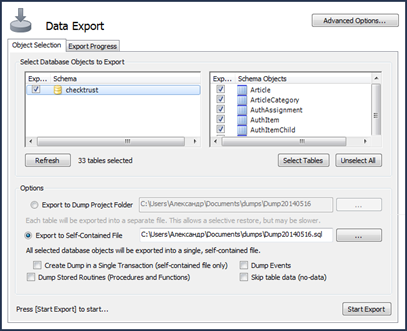 Data Export
Advanced Options...
Object Selection
Export Progress
Select Database Objects to Export
Exp... Schema
checktrust
Exp... Schema Objects
Article
ArticleCategory
AuthAssignment
AuthItem
AuthItemChild
Refresh
33 tables selected
Select Tables
Unselect All
Options
Export to Dump Project Folder
C:\Users\Александр\Documents\dumps\Dump20140516
...
Each table will be exported into a separate file. This allows a selective restore, but may be slower.
Export to Self-Contained File
C:\Users\Александр\Documents\dumps\Dump20140516.sql
...
All selected database objects will be exported into a single, self-contained file.
Create Dump in a Single Transaction (self-contained file only)
Dump Events
Dump Stored Routines (Procedures and Functions)
Skip table data (no-data)
Press [Start Export] to start...
Start Export